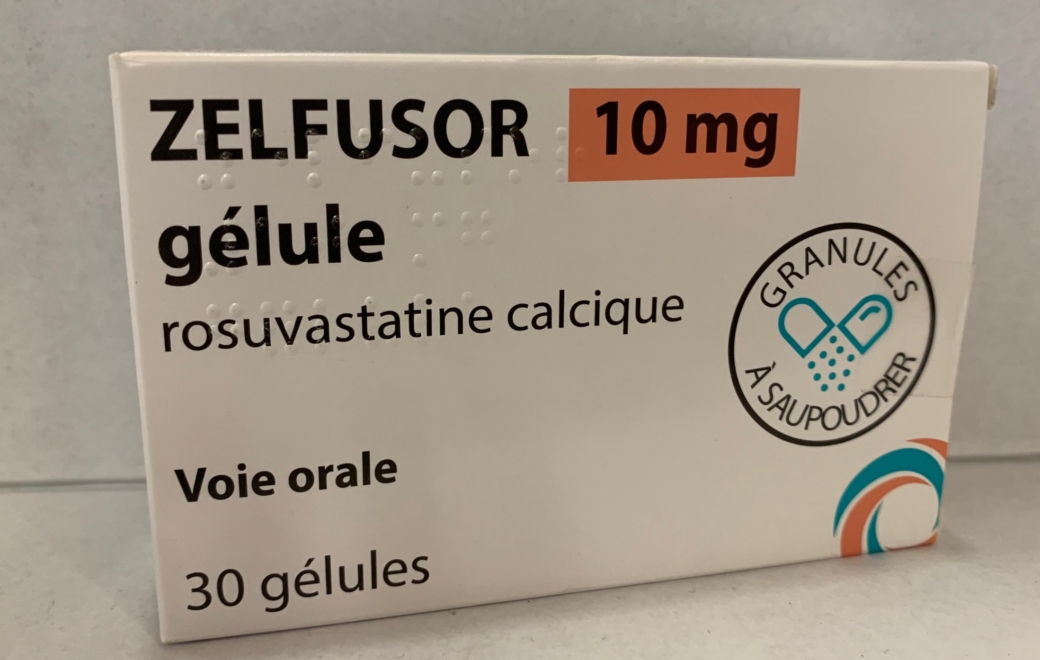 ZELFUSOR 10 mg
gélule
rosuvastatine calcique
GRANULES
À SAUPOUDRER
Voie orale
30 gélules